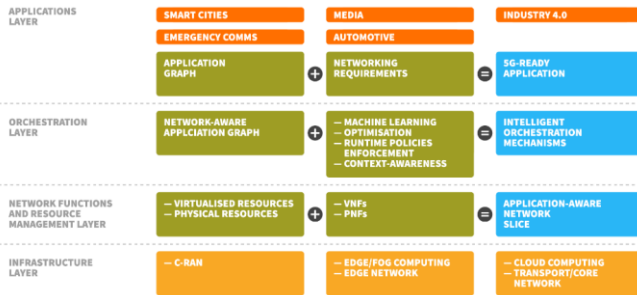 APPLICATIONS
LAYER
SMART CITIES
MEDIA
INDUSTRY 4.0
EMERGENCY COMMS
AUTOMOTIVE
APPLICATION
GRAPH
+
NETWORKING
REQUIREMENTS
=
5G-READY
APPLICATION
ORCHESTRATION
LAYER
NETWORK-AWARE
APPLCIATION GRAPH
+
— MACHINE LEARNING
— OPTIMISATION
— RUNTIME POLICIES
ENFORCEMENT
— CONTEXT-AWARENESS
=
INTELLIGENT
ORCHESTRATION
MECHANISMS
NETWORK FUNCTIONS
AND RESOURCE
MANAGEMENT LAYER
— VIRTUALISED RESOURCES
— PHYSICAL RESOURCES
+
— VNFs
— PNFs
=
APPLICATION-AWARE
NETWORK
SLICE
INFRASTRUCTURE
LAYER
— C-RAN
— EDGE/FOG COMPUTING
— EDGE NETWORK
— CLOUD COMPUTING
— TRANSPORT/CORE
NETWORK